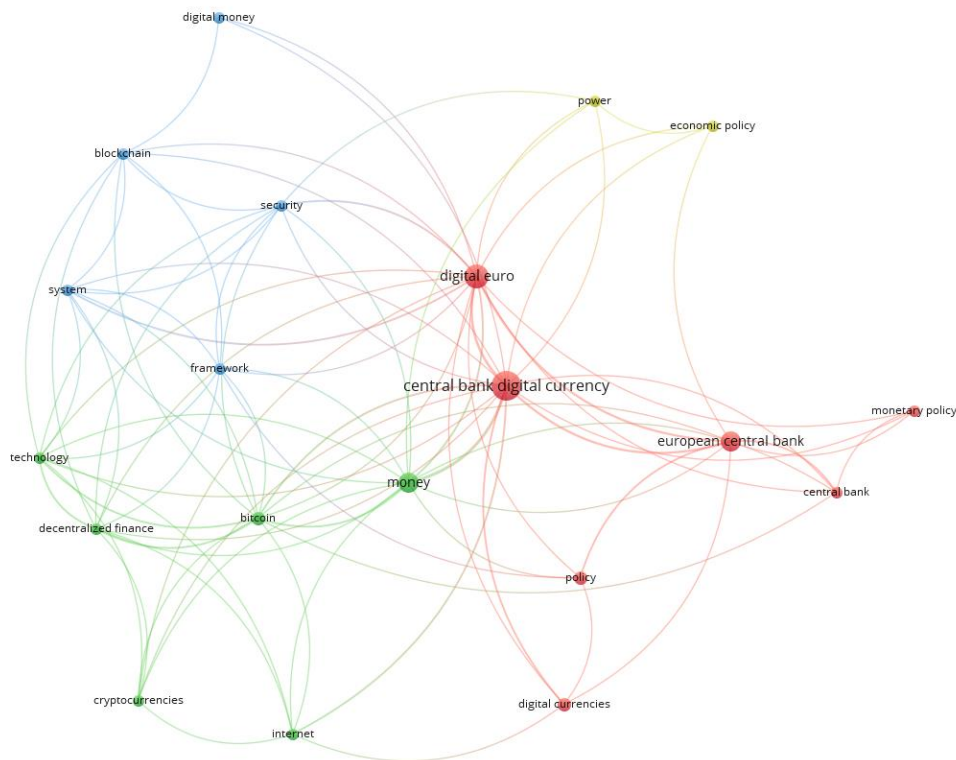 digital money
power
economic policy
blockchain
security
digital euro
system
framework
central bank digital currency
monetary policy
european central bank
technology
money
central bank
bitcoin
decentralized finance
policy
cryptocurrencies
digital currencies
internet